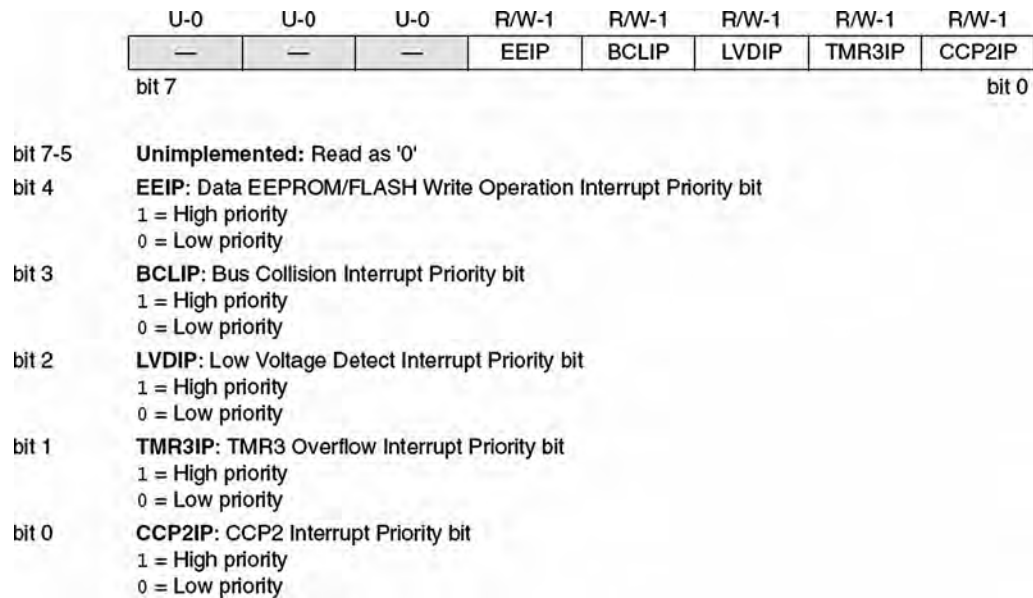 U-0 U-0 U-0 R/W-1 R/W-1 R/W-1 R/W-1 R/W-1
— — — EEIP BCLIP LVDIP TMR3IP CCP2IP
bit 7 bit 0
bit 7-5 Unimplemented: Read as '0'
bit 4 EEIP: Data EEPROM/FLASH Write Operation Interrupt Priority bit
1 = High priority
0 = Low priority
bit 3 BCLIP: Bus Collision Interrupt Priority bit
1 = High priority
0 = Low priority
bit 2 LVDIP: Low Voltage Detect Interrupt Priority bit
1 = High priority
0 = Low priority
bit 1 TMR3IP: TMR3 Overflow Interrupt Priority bit
1 = High priority
0 = Low priority
bit 0 CCP2IP: CCP2 Interrupt Priority bit
1 = High priority
0 = Low priority